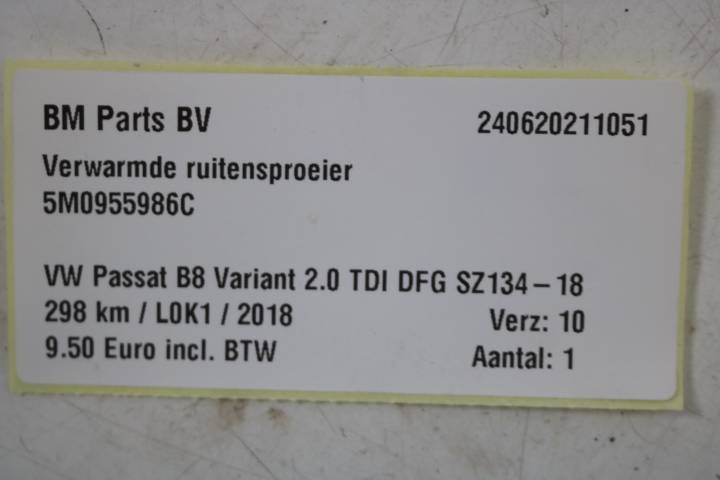 BM Parts BV 240620211051
Verwarmde ruitensproeier
5M0955986C
VW Passat B8 Variant 2.0 TDI DFG SZ134-18
298 km / L0K1 / 2018 Verz: 10
9.50 Euro incl. BTW Aantal: 1